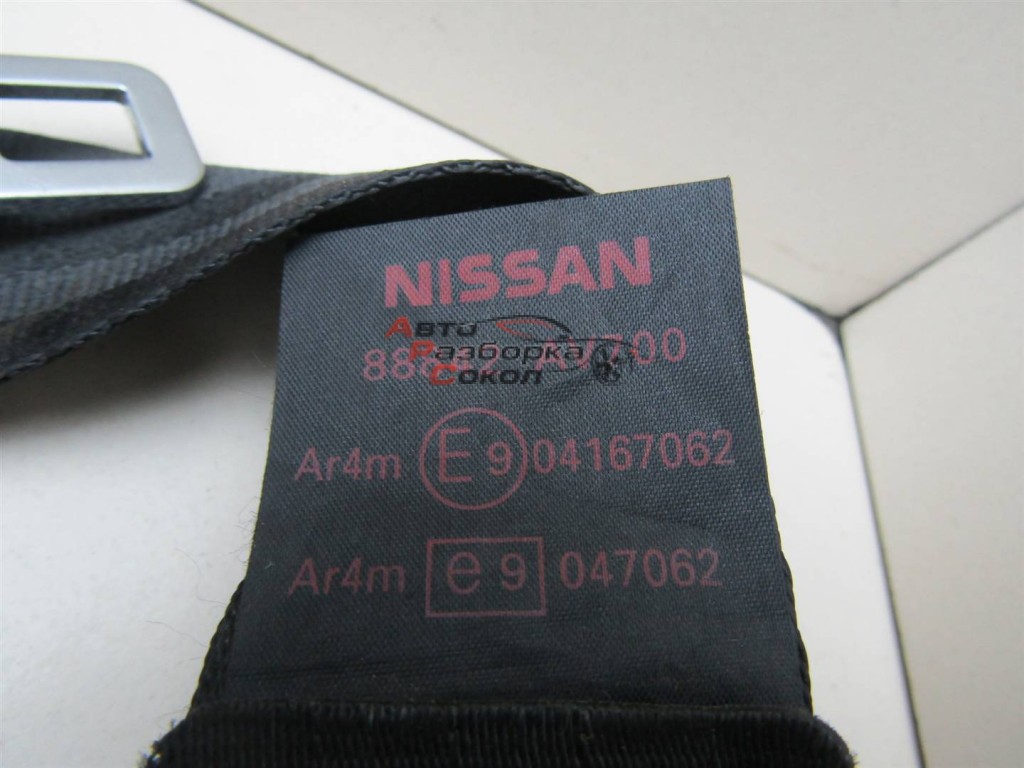 NISSAN
Авто
Разборка
Сокол
Ar4m E 9 04167062
Ar4m e 9 047062